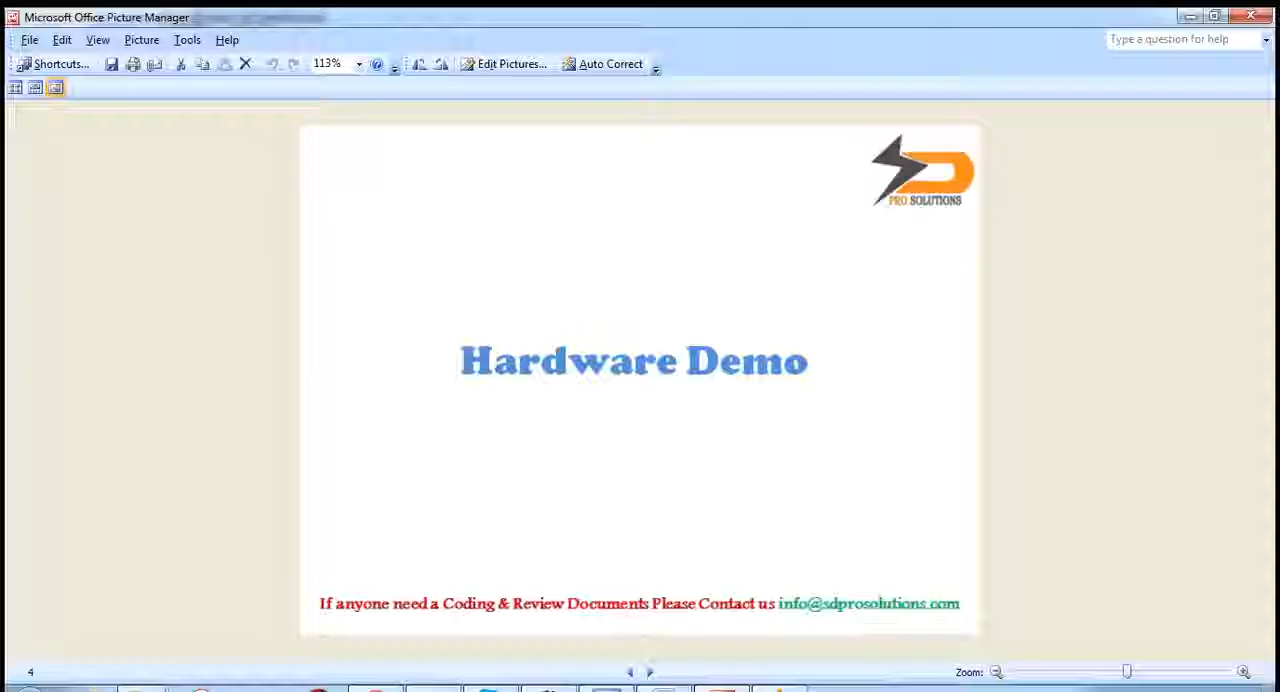 Microsoft Office Picture Manager
File Edit View Picture Tools Help
Type a question for help
Shortcuts... 113% Edit Pictures... Auto Correct
PRO SOLUTIONS
Hardware Demo
If anyone need a Coding & Review Documents Please Contact us info@sdprosolutions.com
4 Zoom: